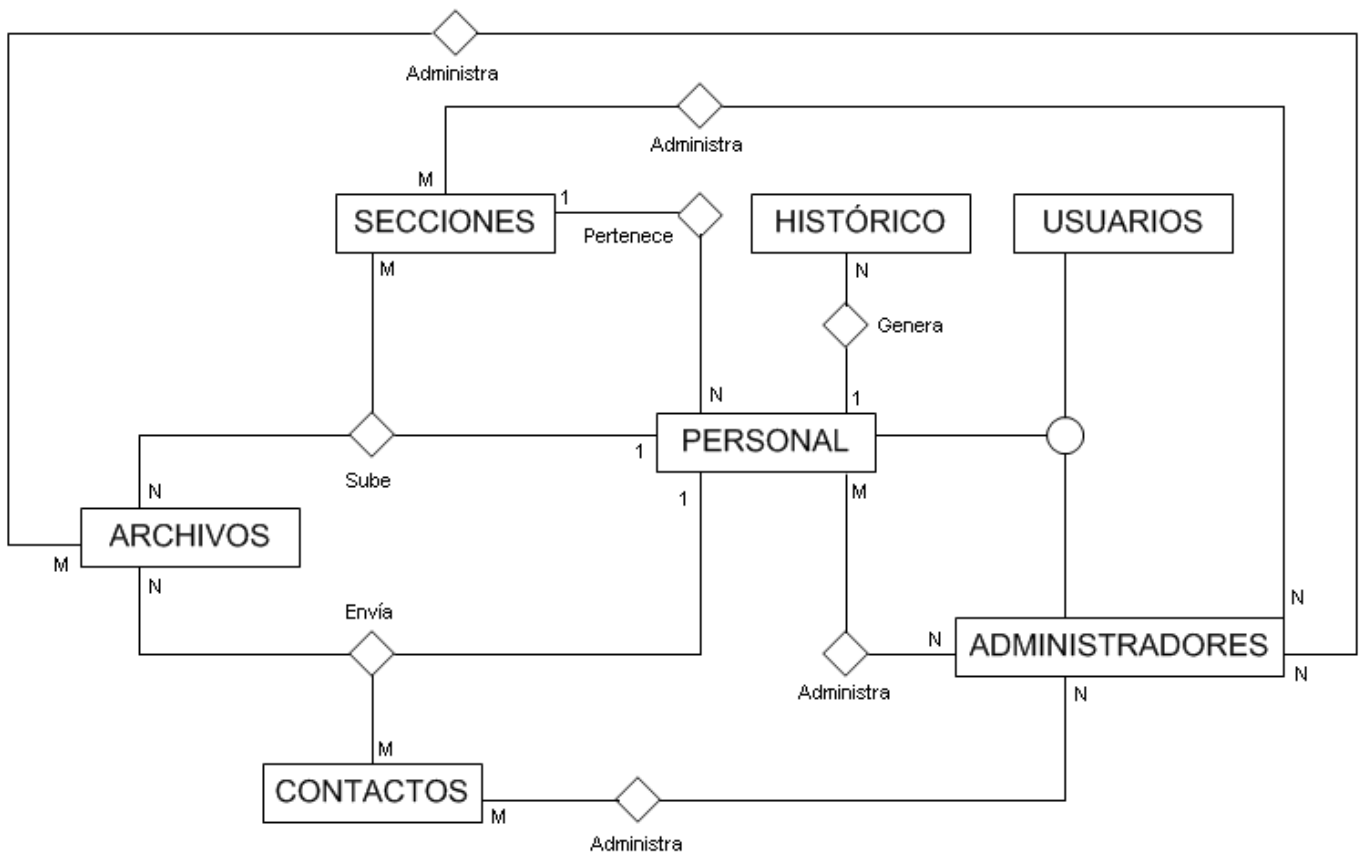 Administra
Administra
M
1
SECCIONES
HISTÓRICO
USUARIOS
Pertenece
M
N
Genera
N
1
PERSONAL
1
Sube
N
1
M
ARCHIVOS
M
N
Envía
N
N
ADMINISTRADORES
Administra
N
N
M
CONTACTOS
M
Administra